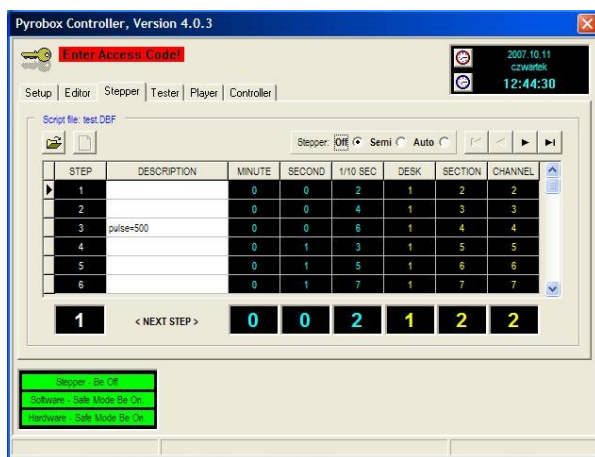 Pyrobox Controller, Version 4.0.3
Enter Access Code!
2007.10.11
czwartek
12:44:30
Setup Editor Stepper Tester Player Controller
Script file: test.DBF
Stepper: Off Semi Auto
STEP DESCRIPTION MINUTE SECOND 1/10 SEC DESK SECTION CHANNEL
1 0 0 2 1 2 2
2 0 0 4 1 3 3
3 pulse=500 0 0 6 1 4 4
4 0 1 3 1 5 5
5 0 1 5 1 6 6
6 0 1 7 1 7 7
1 < NEXT STEP > 0 0 2 1 2 2
Stepper - Be Off.
Software - Safe Mode Be On.
Hardware - Safe Mode Be On.